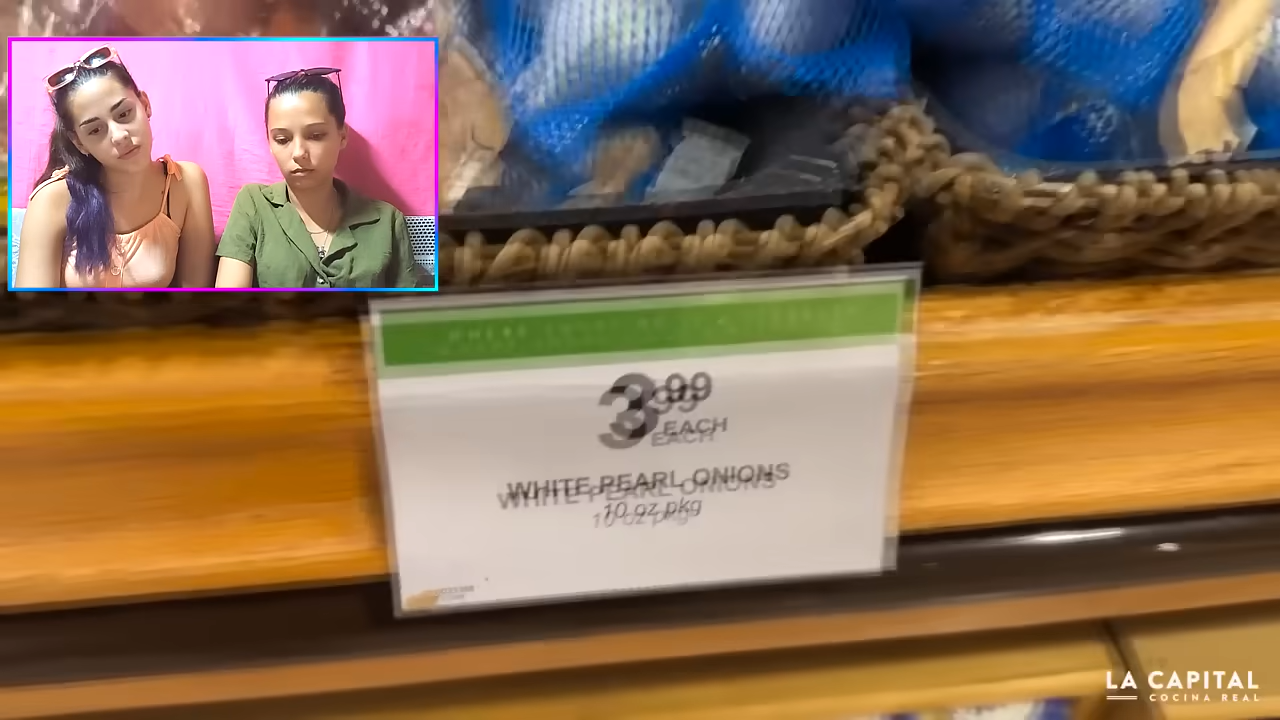 3.99
EACH
WHITE PEARL ONIONS
10 oz pkg
LA CAPITAL
COCINA REAL